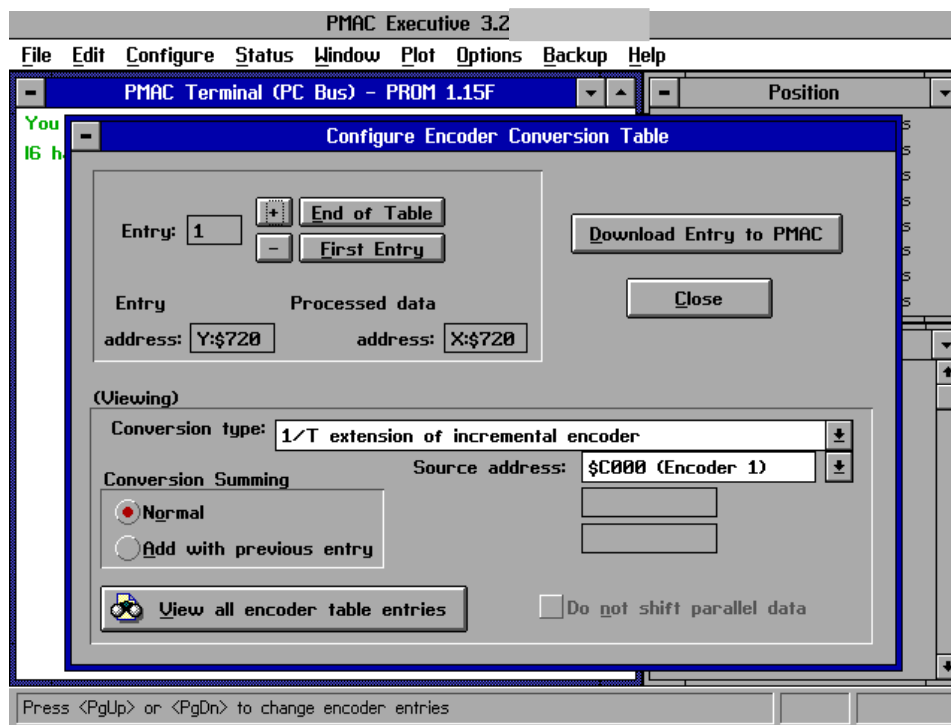 PMAC Executive 3.2
File Edit Configure Status Window Plot Options Backup Help
PMAC Terminal (PC Bus) - PROM 1.15F
Position
You
I6 h
Configure Encoder Conversion Table
s
s
s
s
s
s
s
s
Entry: 1 + End of Table
- First Entry
Download Entry to PMAC
Close
Entry Processed data
address: Y:$720 address: X:$720
(Viewing)
Conversion type: 1/T extension of incremental encoder
Source address: $C000 (Encoder 1)
Conversion Summing
Normal
Add with previous entry
View all encoder table entries
Do not shift parallel data
Press <PgUp> or <PgDn> to change encoder entries